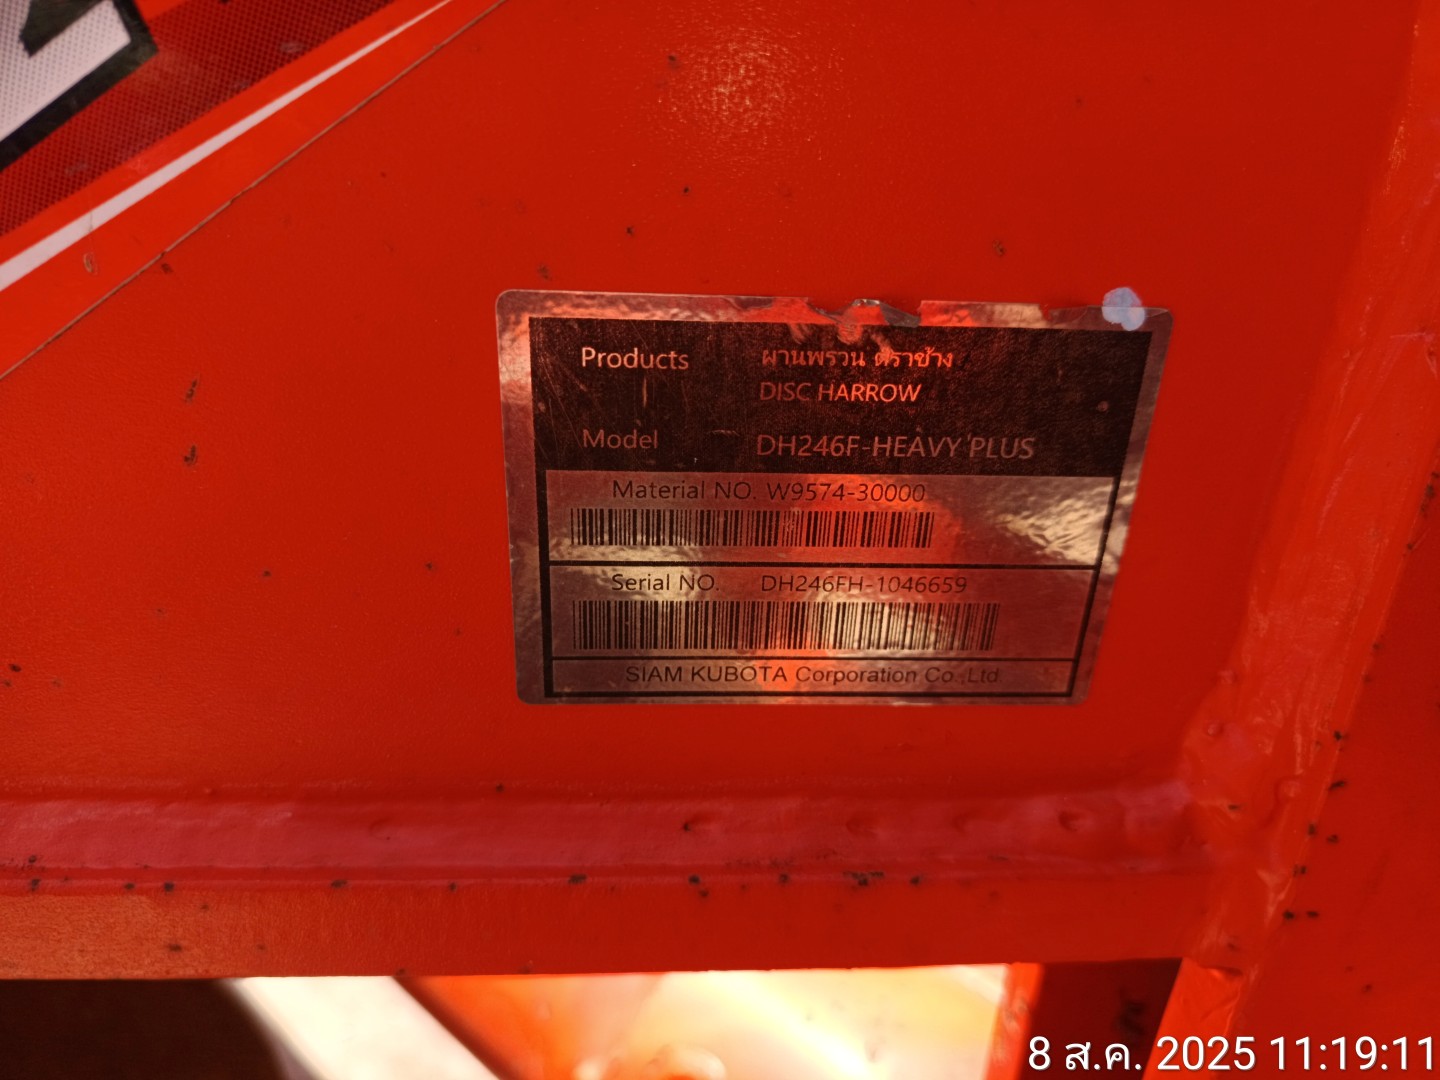 Products ผานพรวน ตราช้าง
DISC HARROW
Model DH246F-HEAVY PLUS
Material NO. W9574-30000
Serial NO. DH246FH-1046659
SIAM KUBOTA Corporation Co.,Ltd.
8 ส.ค. 2025 11:19:11